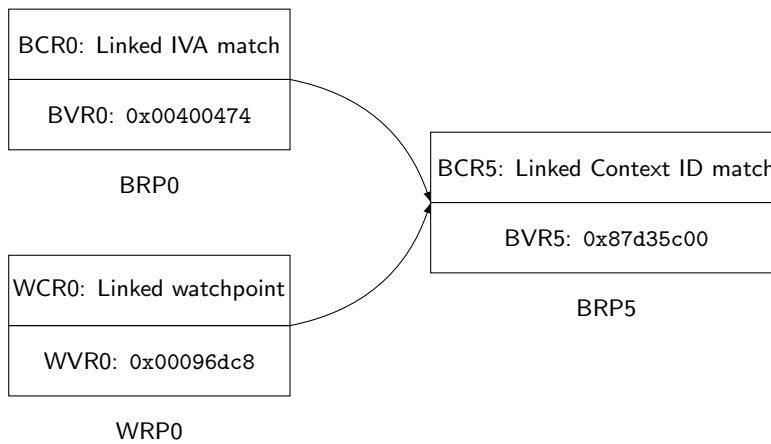 BCR0: Linked IVA match
BVR0: 0x00400474
BRP0
BCR5: Linked Context ID match
BVR5: 0x87d35c00
BRP5
WCR0: Linked watchpoint
WVR0: 0x00096dc8
WRP0